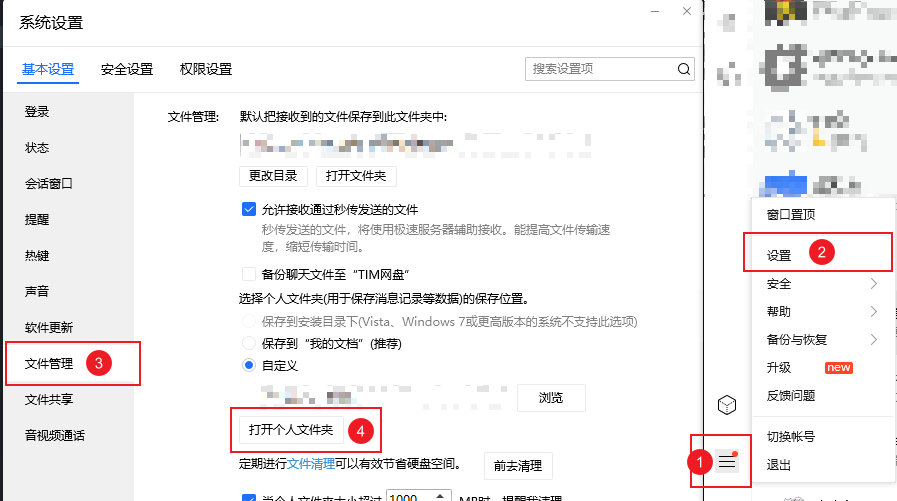 系统设置
基本设置 安全设置 权限设置 搜索设置项
登录
状态
会话窗口
提醒
热键
声音
软件更新
文件管理 3
文件共享
音视频通话
文件管理: 默认把接收到的文件保存到此文件夹中:
更改目录 打开文件夹
允许接收通过秒传发送的文件
秒传发送的文件，将使用极速服务器辅助接收。能提高文件传输速
度，缩短传输时间。
备份聊天文件至“TIM网盘”
选择个人文件夹(用于保存消息记录等数据)的保存位置。
保存到安装目录下(Vista、Windows 7或更高版本的系统不支持此选项)
保存到“我的文档”(推荐)
自定义
浏览
打开个人文件夹 4
定期进行文件清理可以有效节省硬盘空间。 前去清理
当个人文件夹大小超过 1000 MB时，提醒我清理
窗口置顶
设置 2
安全
帮助
备份与恢复
升级 new
反馈问题
切换帐号
退出
1